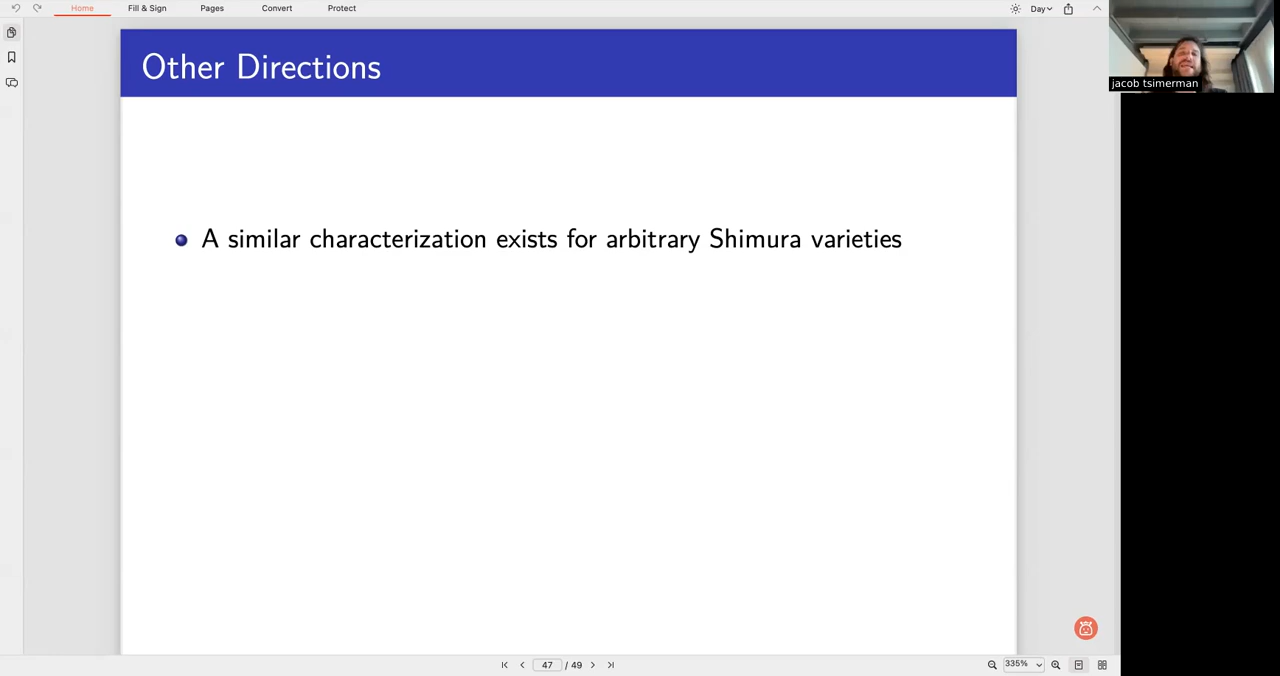 Home Fill & Sign Pages Convert Protect Day
jacob tsimerman
Other Directions
A similar characterization exists for arbitrary Shimura varieties
47 / 49 335%